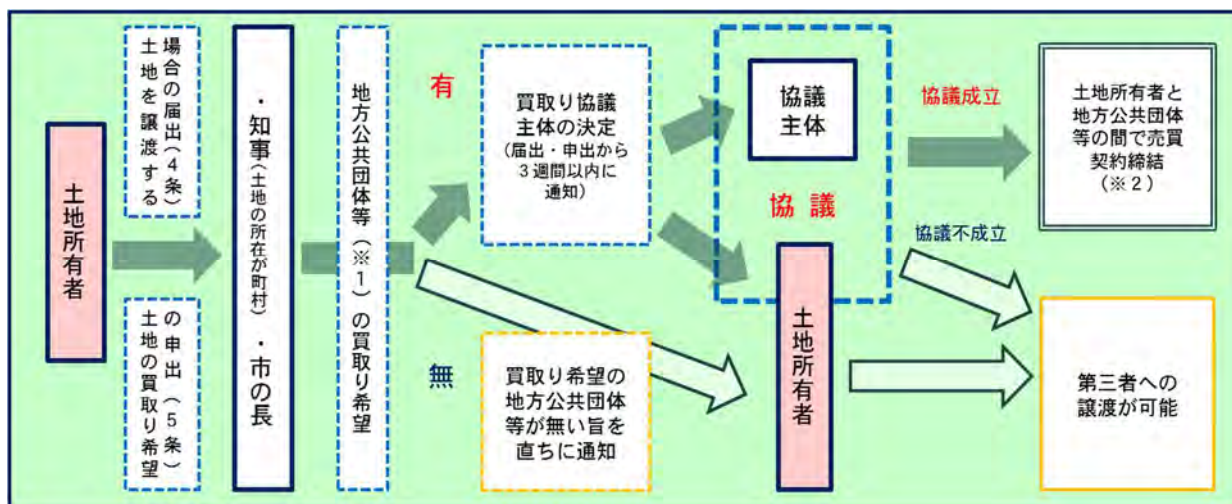 土地所有者
土地を譲渡する
場合の届出(4条)
土地の買取り希望
の申出(5条)
・知事(土地の所在が町村)・市の長
地方公共団体等(※1)の買取り希望
有
無
買取り協議
主体の決定
(届出・申出から
3週間以内に
通知)
買取り希望の
地方公共団体
等が無い旨を
直ちに通知
協議
主体
協議
土地所有者
協議成立
協議不成立
土地所有者と
地方公共団体
等の間で売買
契約締結
(※2)
第三者への
譲渡が可能